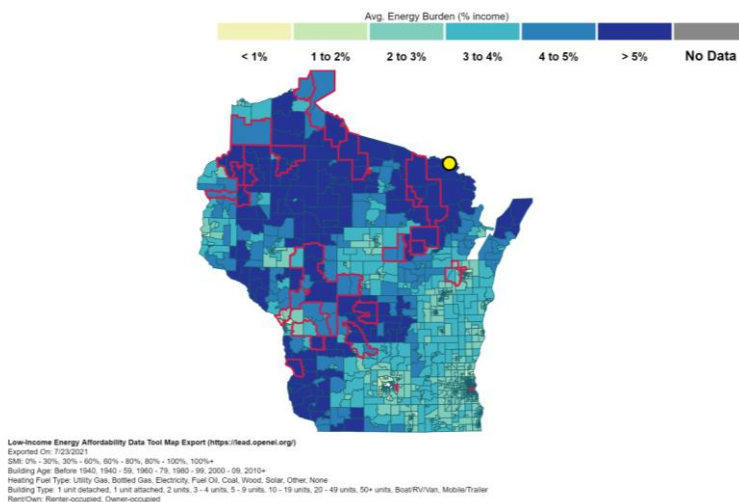 Avg. Energy Burden (% income)
< 1% 1 to 2% 2 to 3% 3 to 4% 4 to 5% > 5% No Data
Low-Income Energy Affordability Data Tool Map Export (https://lead.openei.org/)
Exported On: 7/23/2021
SMI: 0% - 30%, 30% - 60%, 60% - 80%, 80% - 100%, 100%+
Building Age: Before 1940, 1940 - 59, 1960 - 79, 1980 - 99, 2000 - 09, 2010+
Heating Fuel Type: Utility Gas, Bottled Gas, Electricity, Fuel Oil, Coal, Wood, Solar, Other, None
Building Type: 1 unit detached, 1 unit attached, 2 units, 3 - 4 units, 5 - 9 units, 10 - 19 units, 20 - 49 units, 50+ units, Boat/RV/Van, Mobile/Trailer
Rent/Own: Renter-occupied, Owner-occupied